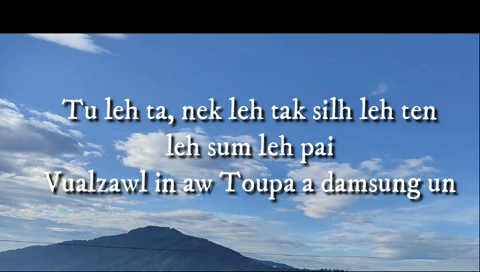 Tu leh ta, nek leh tak silh leh ten
leh sum leh pai
Vualzawl in aw Toupa a damsung un